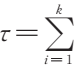 τ = ∑_{i=1}^{k}